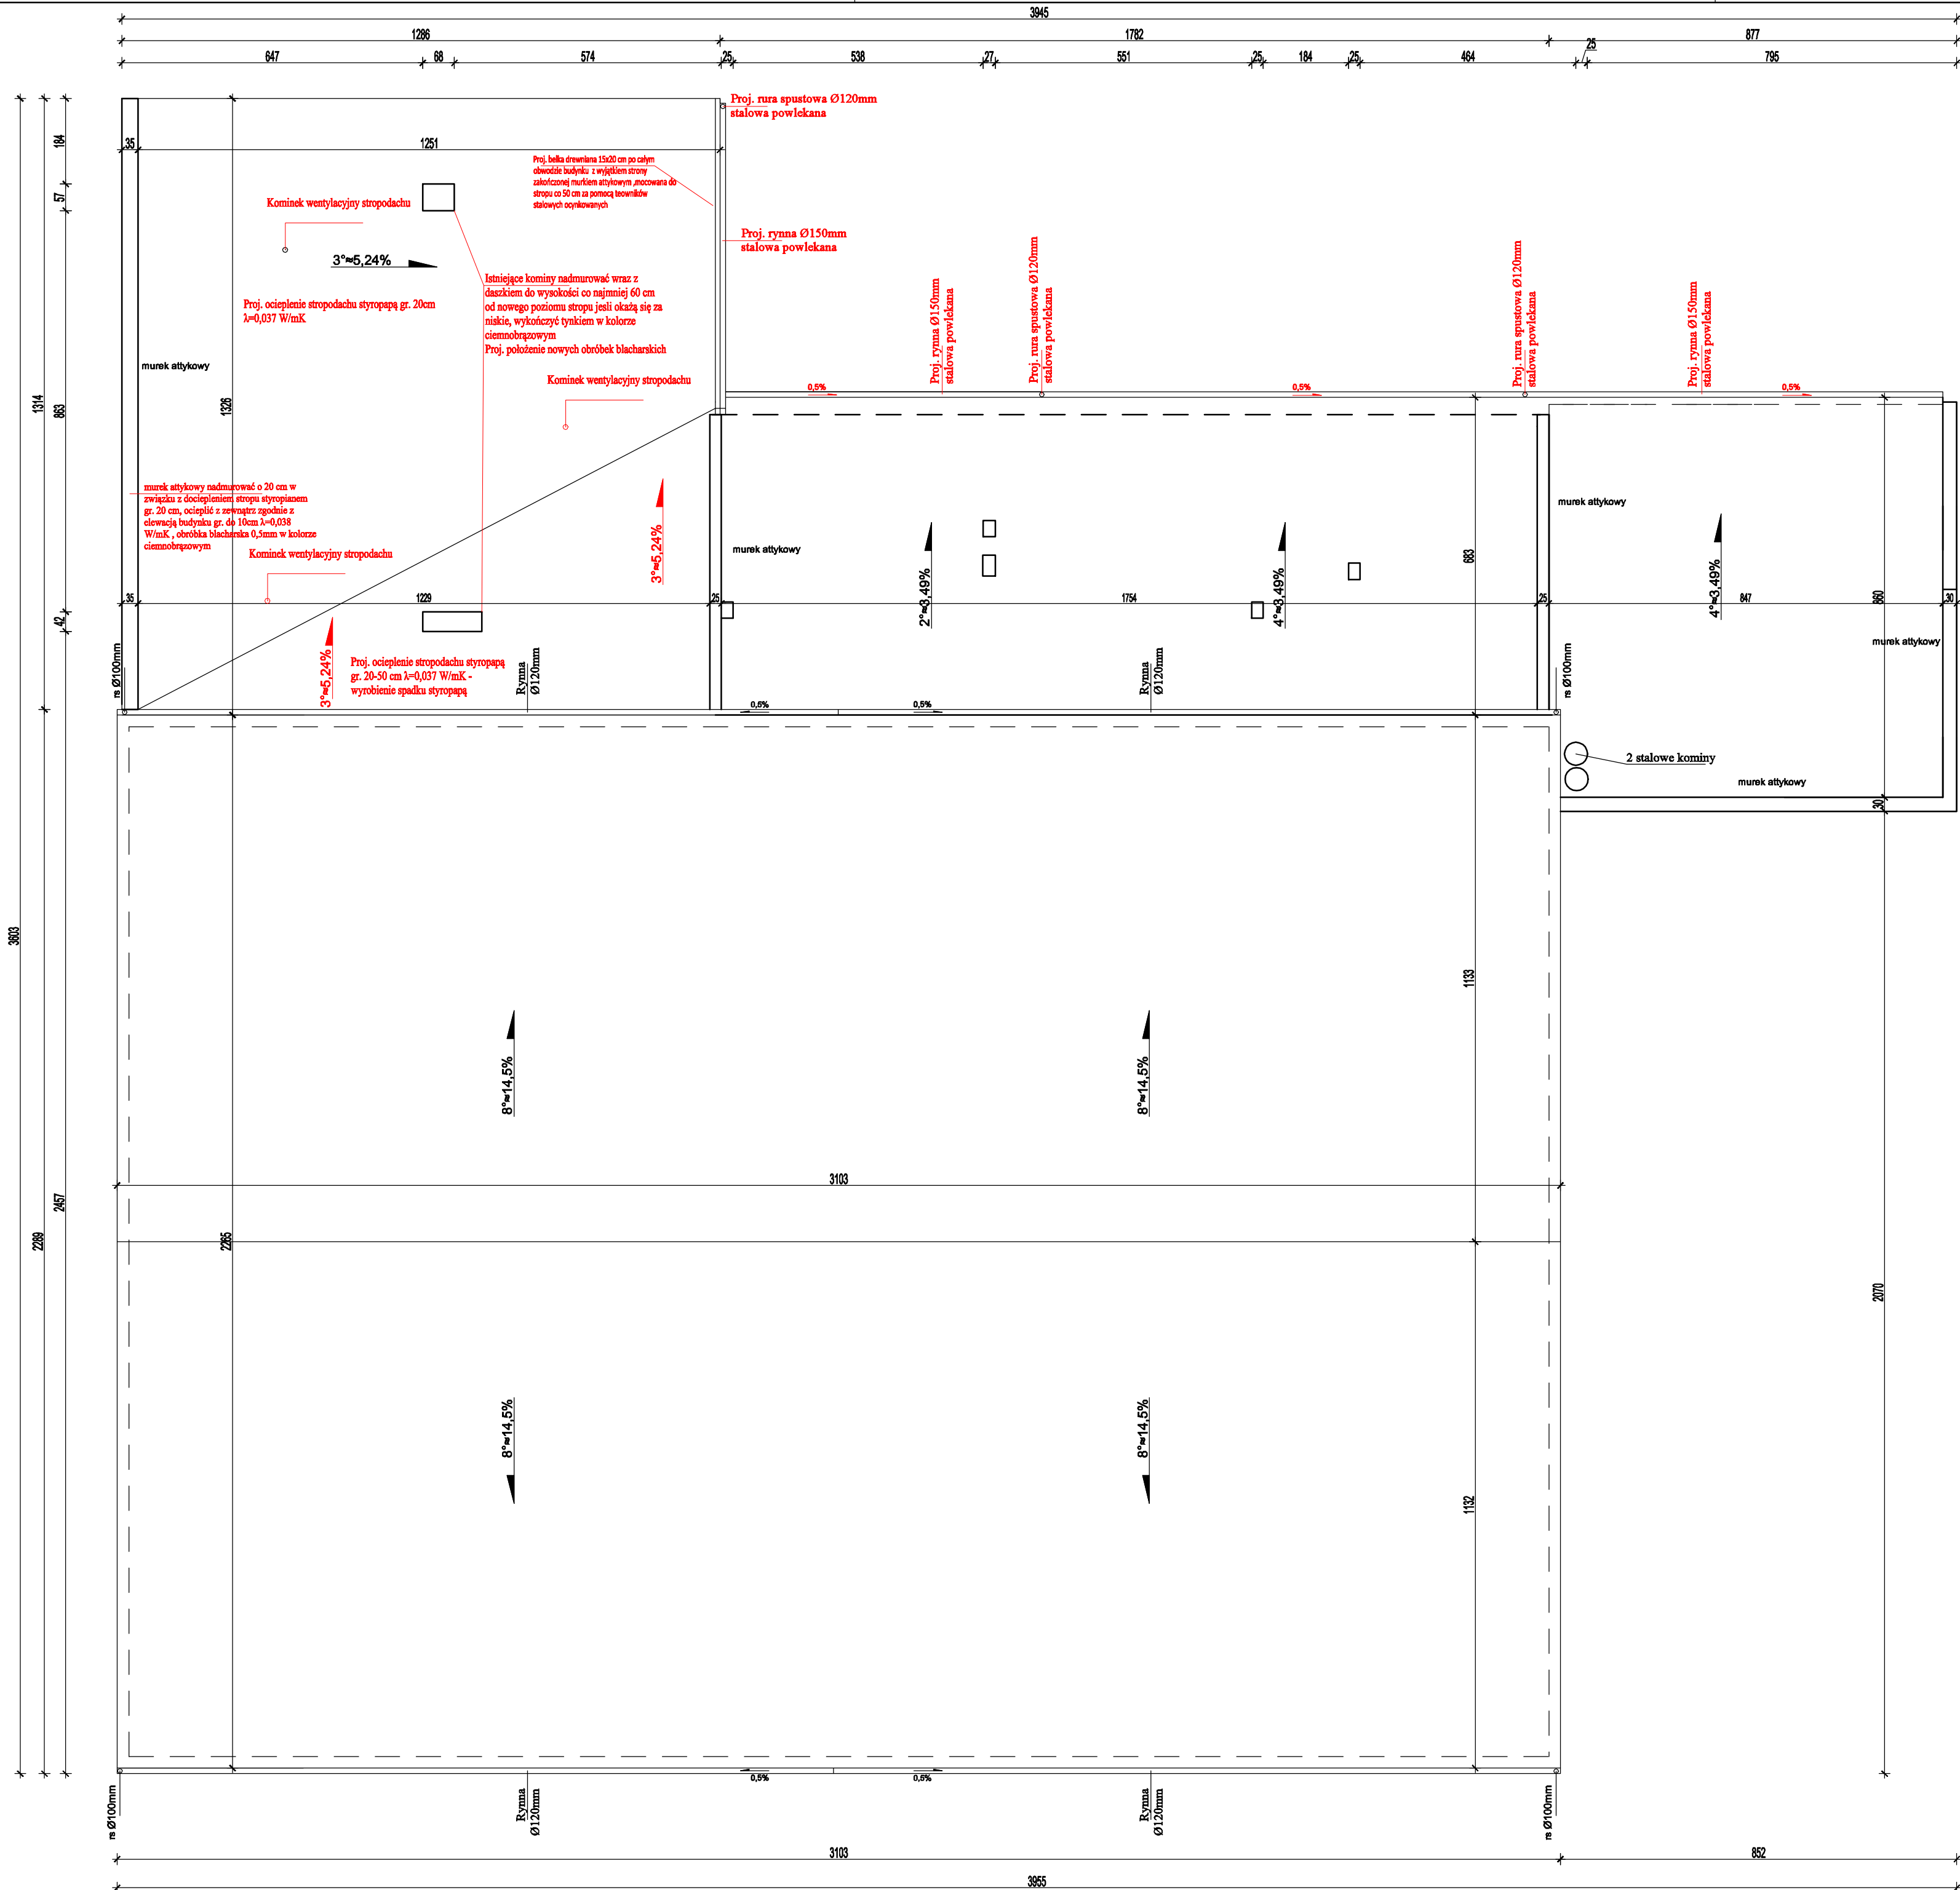 3945
1286
1782
877
647
68
574
25
538
27
551
25
184
25
464
25
795
Proj. rura spustowa Ø120mm
stalowa powlekana
35
1251
Proj. belka drewniana 15x20 cm po całym
obwodzie budynku z wyjątkiem strony
zakończonej murkiem attykowym ,mocowana do
stropu co 50 cm za pomocą teowników
stalowych ocynkowanych
184
57
Kominek wentylacyjny stropodachu
3°≈5,24%
Proj. rynna Ø150mm
stalowa powlekana
Istniejące kominy nadmurować wraz z
daszkiem do wysokości co najmniej 60 cm
od nowego poziomu stropu jesli okażą się za
niskie, wykończyć tynkiem w kolorze
ciemnobrązowym
Proj. położenie nowych obróbek blacharskich
Proj. ocieplenie stropodachu styropapą gr. 20cm
λ=0,037 W/mK
Proj. rynna Ø150mm
stalowa powlekana
Proj. rura spustowa Ø120mm
stalowa powlekana
Proj. rura spustowa Ø120mm
stalowa powlekana
Proj. rynna Ø150mm
stalowa powlekana
murek attykowy
Kominek wentylacyjny stropodachu
0,5%
0,5%
0,5%
1314
863
1326
murek attykowy nadmurować o 20 cm w
związku z dociepleniem stropu styropianem
gr. 20 cm, ocieplić z zewnątrz zgodnie z
elewacją budynku gr. do 10cm λ=0,038
W/mK , obróbka blacharska 0,5mm w kolorze
ciemnobrązowym
Kominek wentylacyjny stropodachu
3°≈5,24%
murek attykowy
murek attykowy
2°≈3,49%
4°≈3,49%
4°≈3,49%
683
860
35
1229
25
1754
25
847
30
42
murek attykowy
rs Ø100mm
3°≈5,24%
Proj. ocieplenie stropodachu styropapą
gr. 20-50 cm λ=0,037 W/mK -
wyrobienie spadku styropapą
Rynna
Ø120mm
Rynna
Ø120mm
rs Ø100mm
0,5%
0,5%
2 stalowe kominy
murek attykowy
30
3603
1133
8°≈14,5%
8°≈14,5%
3103
2457
2289
2265
2070
8°≈14,5%
8°≈14,5%
1132
0,5%
0,5%
rs Ø100mm
Rynna
Ø120mm
Rynna
Ø120mm
rs Ø100mm
3103
852
3955